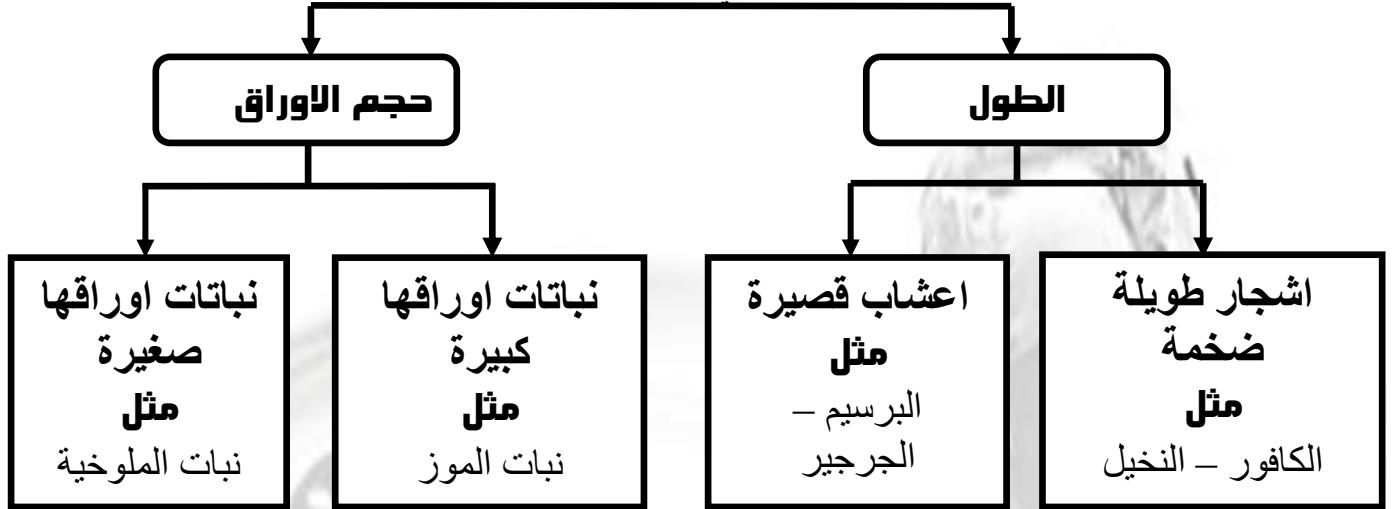 الطول
حجم الاوراق
اشجار طويلة
ضخمة
مثل
الكافور – النخيل
اعشاب قصيرة
مثل
البرسيم –
الجرجير
نباتات اوراقها
كبيرة
مثل
نبات الموز
نباتات اوراقها
صغيرة
مثل
نبات الملوخية